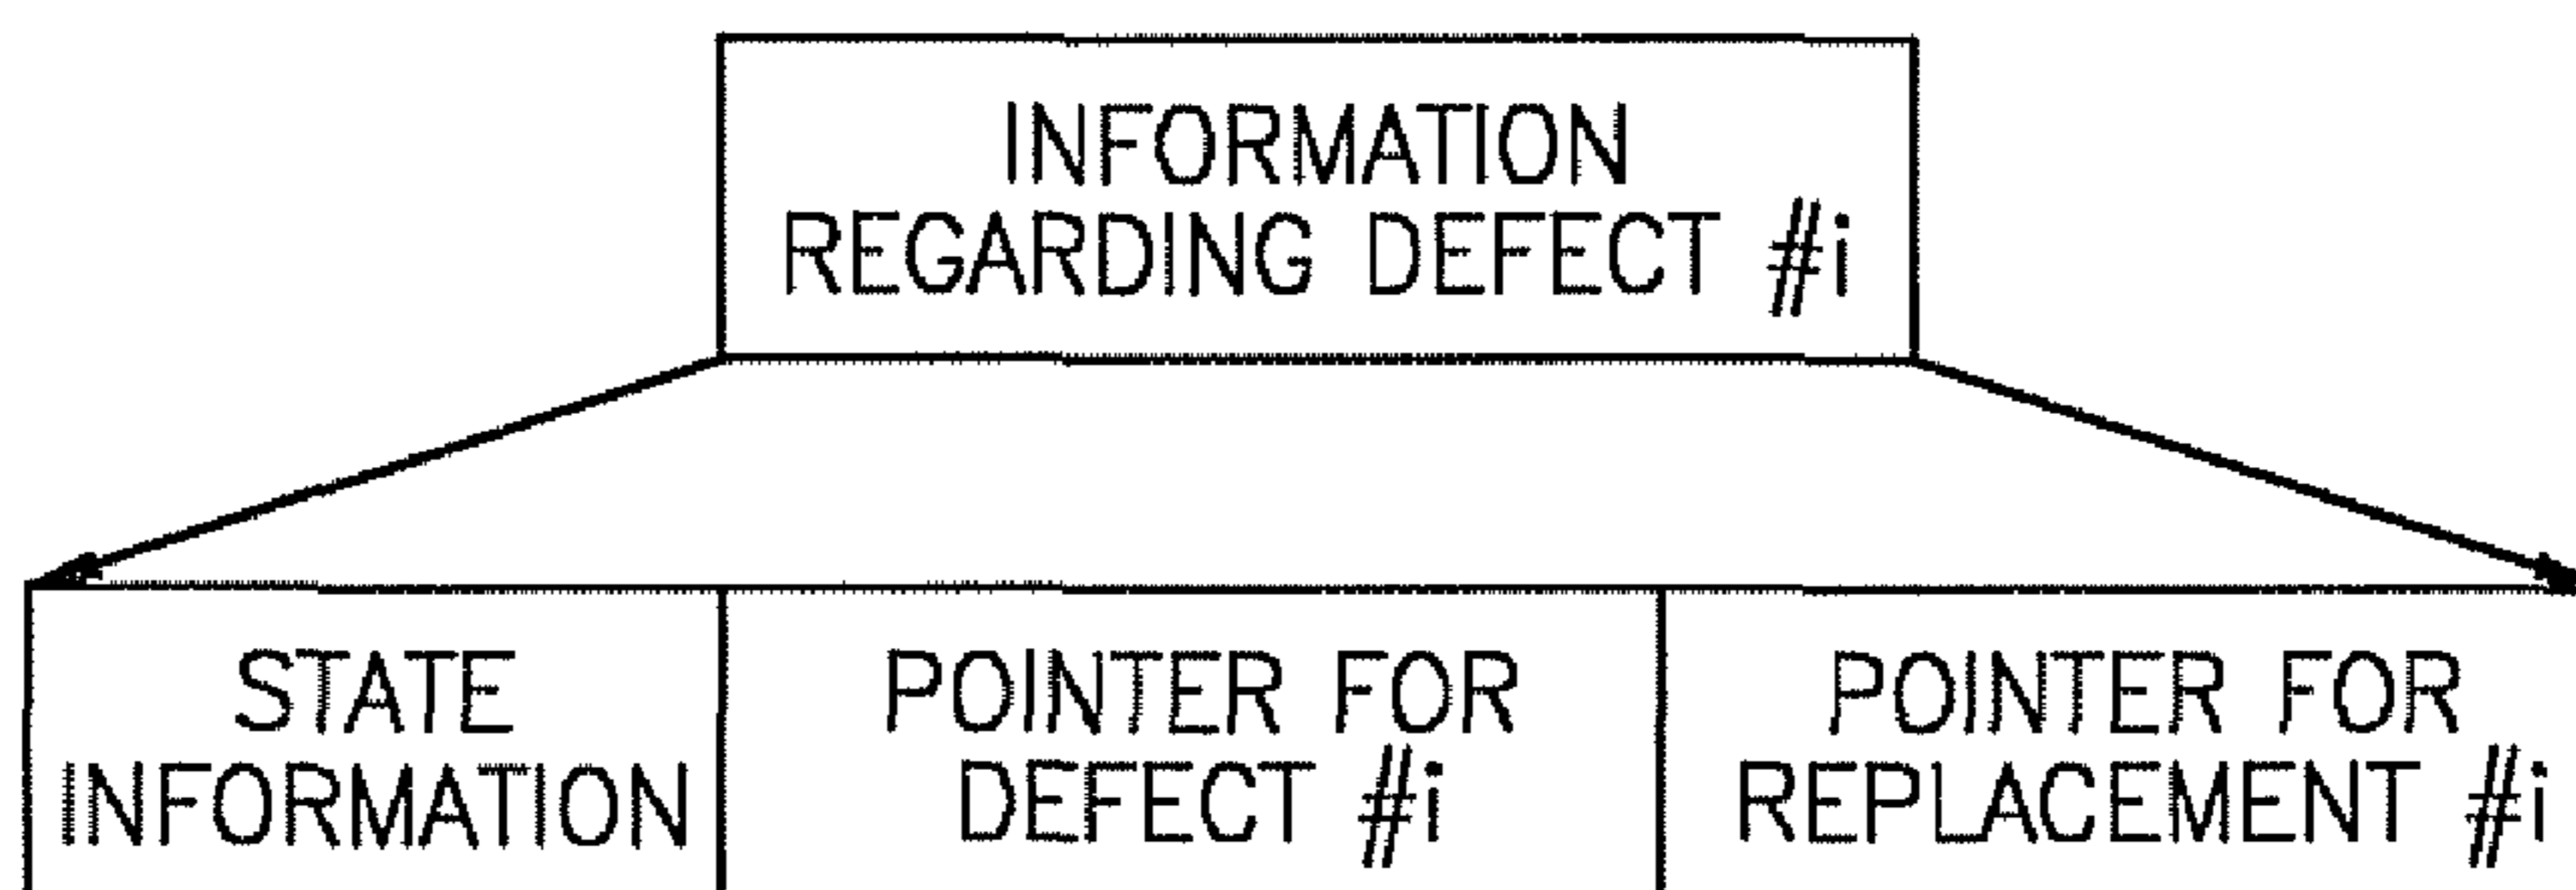 INFORMATION
REGARDING DEFECT #i
STATE
INFORMATION
POINTER FOR
DEFECT #i
POINTER FOR
REPLACEMENT #i